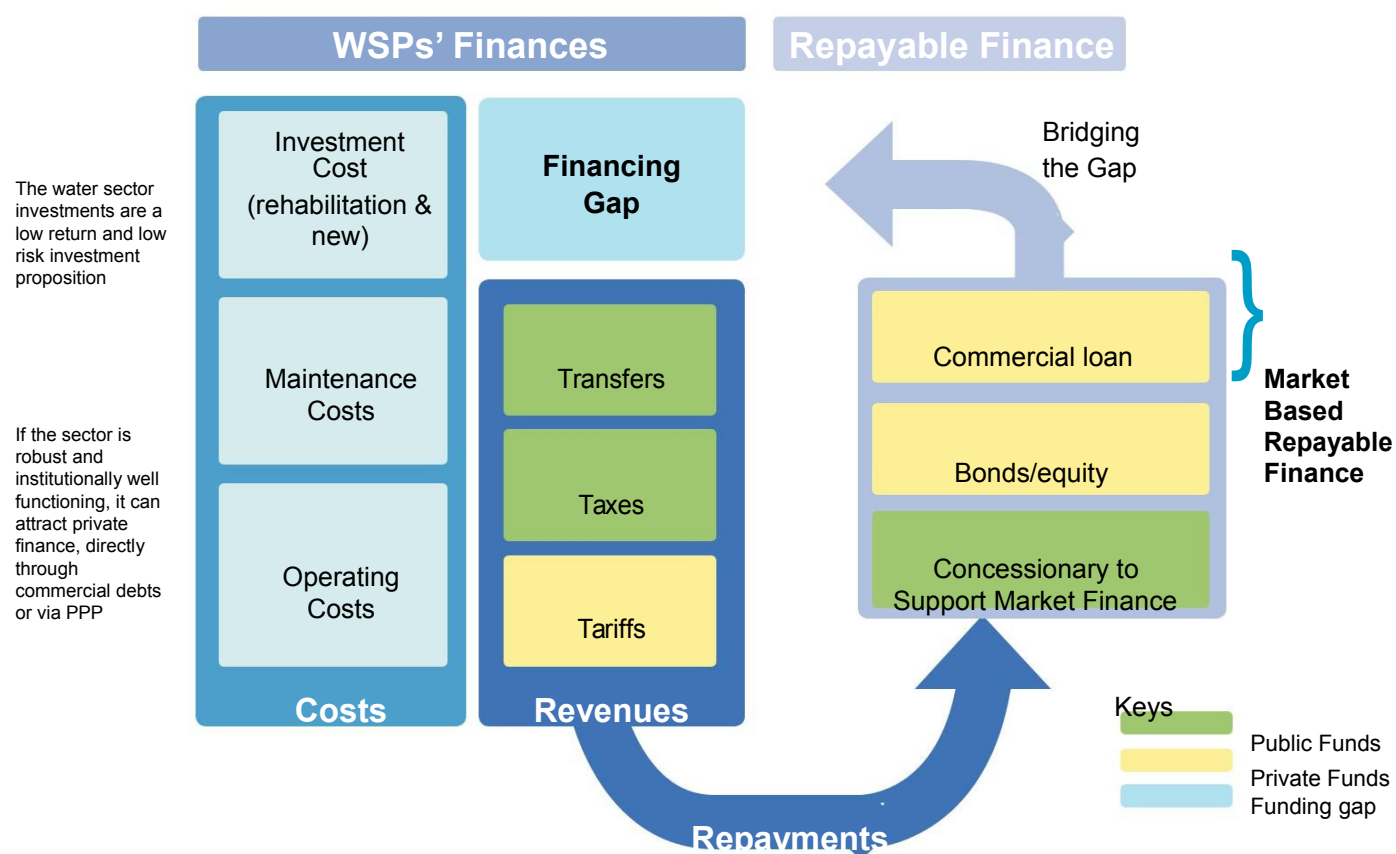 WSPs’ Finances
Repayable Finance
The water sector
investments are a
low return and low
risk investment
proposition
If the sector is
robust and
institutionally well
functioning, it can
attract private
finance, directly
through
commercial debts
or via PPP
Investment
Cost
(rehabilitation &
new)
Maintenance
Costs
Operating
Costs
Costs
Financing
Gap
Transfers
Taxes
Tariffs
Revenues
Repayments
Bridging
the Gap
Commercial loan
Bonds/equity
Concessionary to
Support Market Finance
Market
Based
Repayable
Finance
Keys
Public Funds
Private Funds
Funding gap